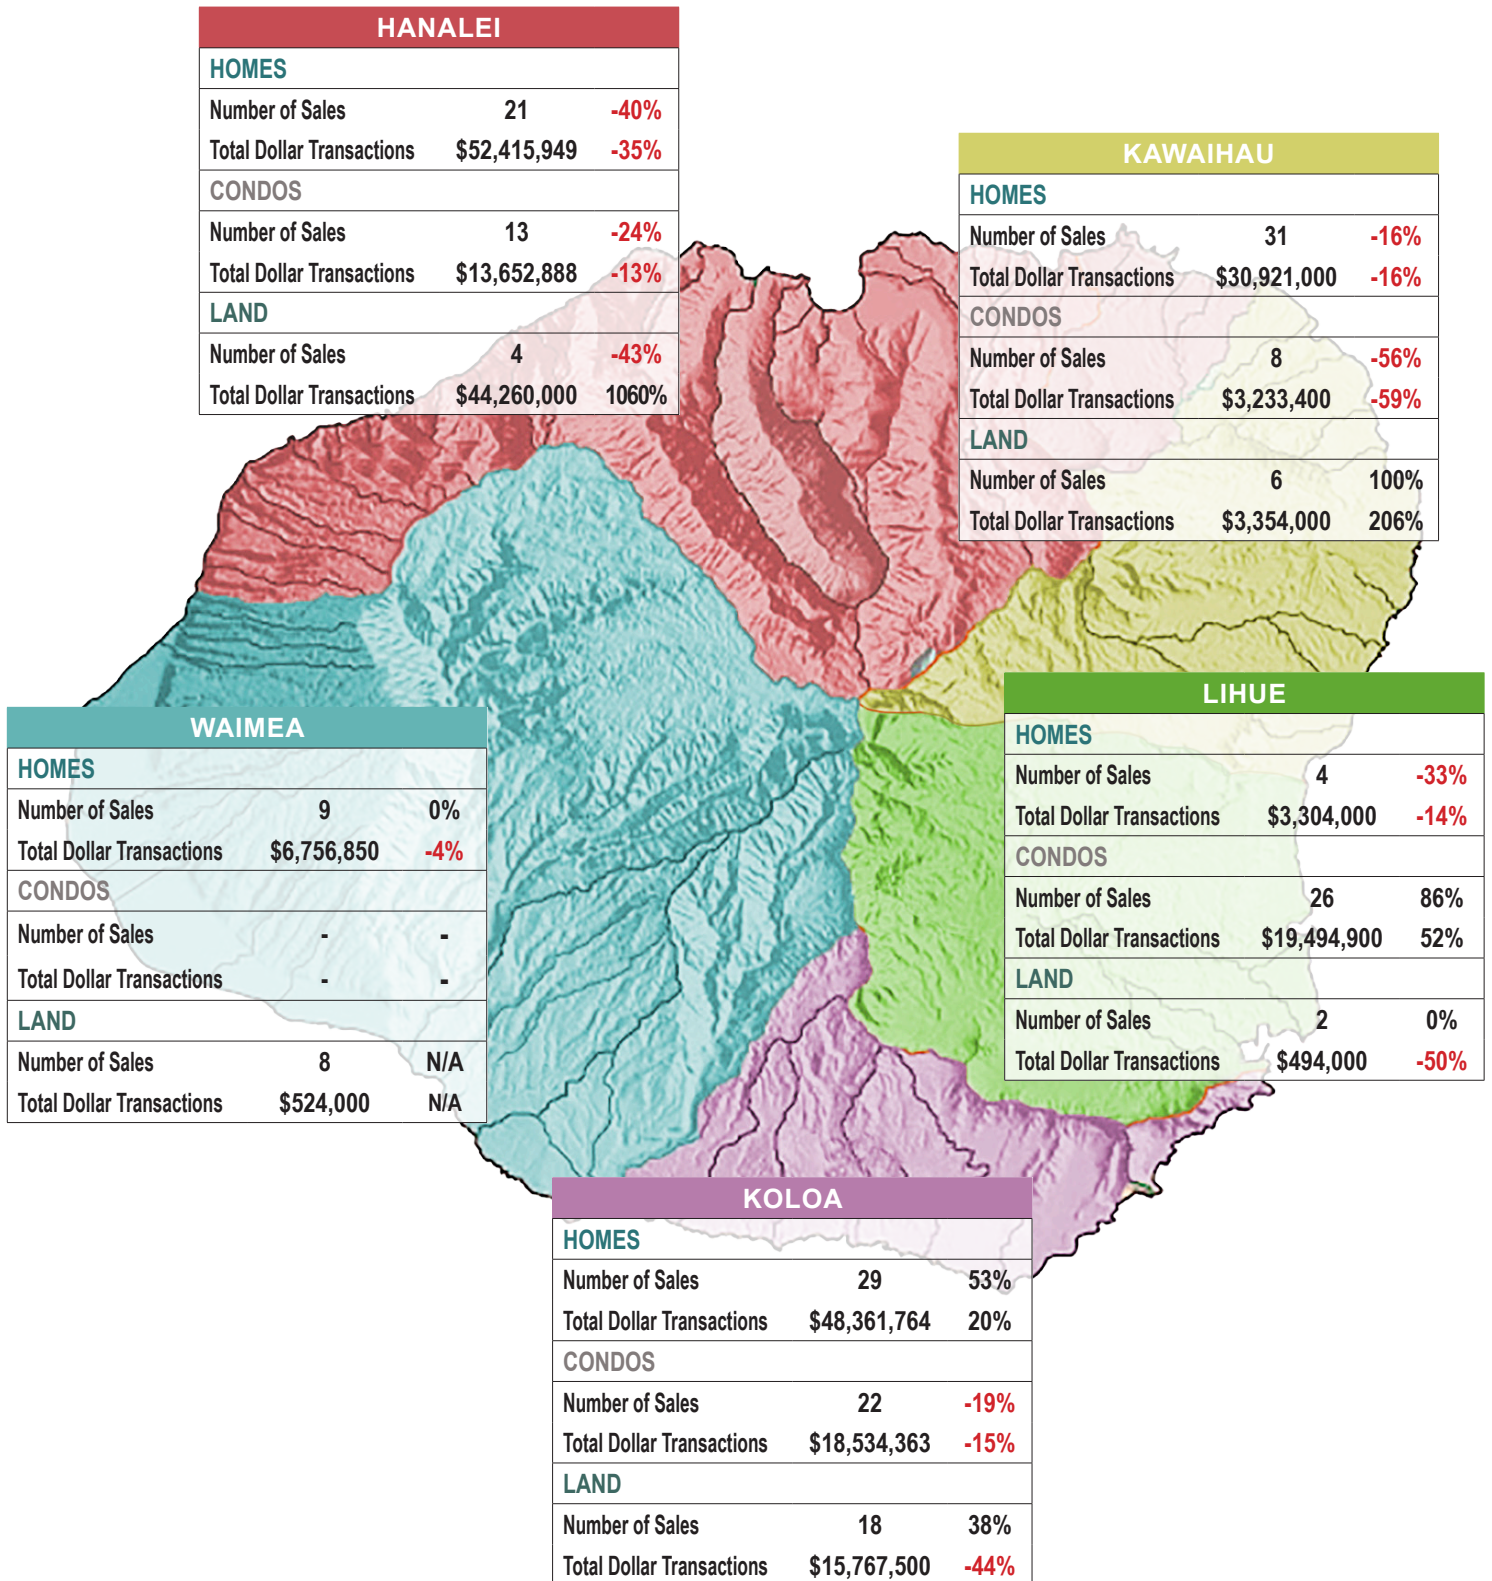 HANALEI
HOMES
Number of Sales 21 -40%
Total Dollar Transactions $52,415,949 -35%
CONDOS
Number of Sales 13 -24%
Total Dollar Transactions $13,652,888 -13%
LAND
Number of Sales 4 -43%
Total Dollar Transactions $44,260,000 1060%
KAWAIHAU
HOMES
Number of Sales 31 -16%
Total Dollar Transactions $30,921,000 -16%
CONDOS
Number of Sales 8 -56%
Total Dollar Transactions $3,233,400 -59%
LAND
Number of Sales 6 100%
Total Dollar Transactions $3,354,000 206%
WAIMEA
HOMES
Number of Sales 9 0%
Total Dollar Transactions $6,756,850 -4%
CONDOS
Number of Sales - -
Total Dollar Transactions - -
LAND
Number of Sales 8 N/A
Total Dollar Transactions $524,000 N/A
LIHUE
HOMES
Number of Sales 4 -33%
Total Dollar Transactions $3,304,000 -14%
CONDOS
Number of Sales 26 86%
Total Dollar Transactions $19,494,900 52%
LAND
Number of Sales 2 0%
Total Dollar Transactions $494,000 -50%
KOLOA
HOMES
Number of Sales 29 53%
Total Dollar Transactions $48,361,764 20%
CONDOS
Number of Sales 22 -19%
Total Dollar Transactions $18,534,363 -15%
LAND
Number of Sales 18 38%
Total Dollar Transactions $15,767,500 -44%